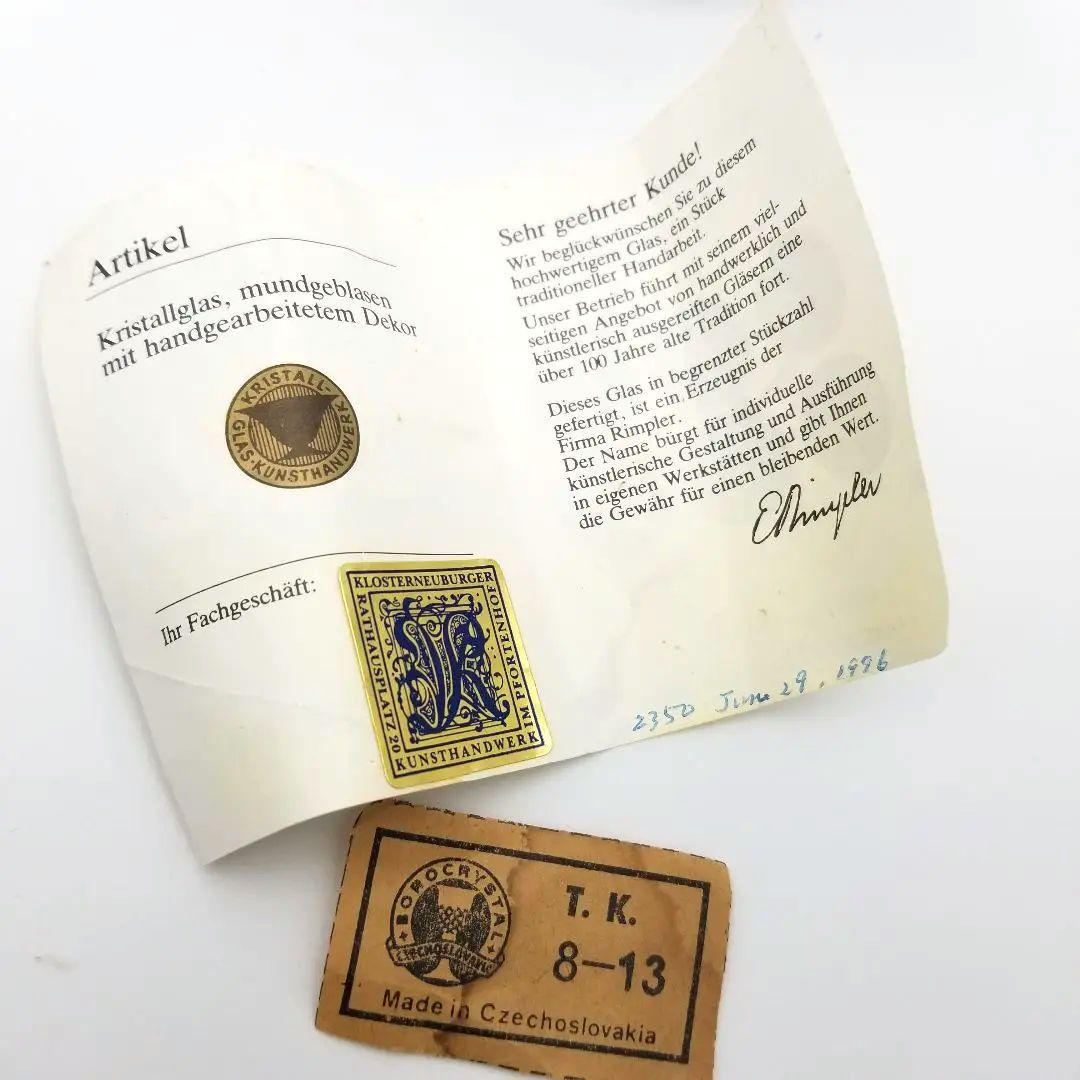 Artikel
Kristallglas, mundgeblasen
mit handgearbeitetem Dekor
KRISTALL-
GLAS-KUNSTHANDWERK
Ihr Fachgeschäft:
KLOSTERNEUBURGER
RATHAUSPLATZ 20
IM PFORTENHOF
KUNSTHANDWERK
Sehr geehrter Kunde!
Wir beglückwünschen Sie zu diesem
hochwertigem Glas, ein Stück
traditioneller Handarbeit.
Unser Betrieb führt mit seinem viel-
seitigen Angebot von handwerklich und
künstlerisch ausgereiften Gläsern eine
über 100 Jahre alte Tradition fort.
Dieses Glas in begrenzter Stückzahl
gefertigt, ist ein Erzeugnis der
Firma Rimpler.
Der Name bürgt für individuelle
künstlerische Gestaltung und Ausführung
in eigenen Werkstätten und gibt Ihnen
die Gewähr für einen bleibenden Wert.
ERimpler
2350 June 29, 1996
BOHOCRYSTAL
CZECHOSLOVAKIA
T. K.
8-13
Made in Czechoslovakia